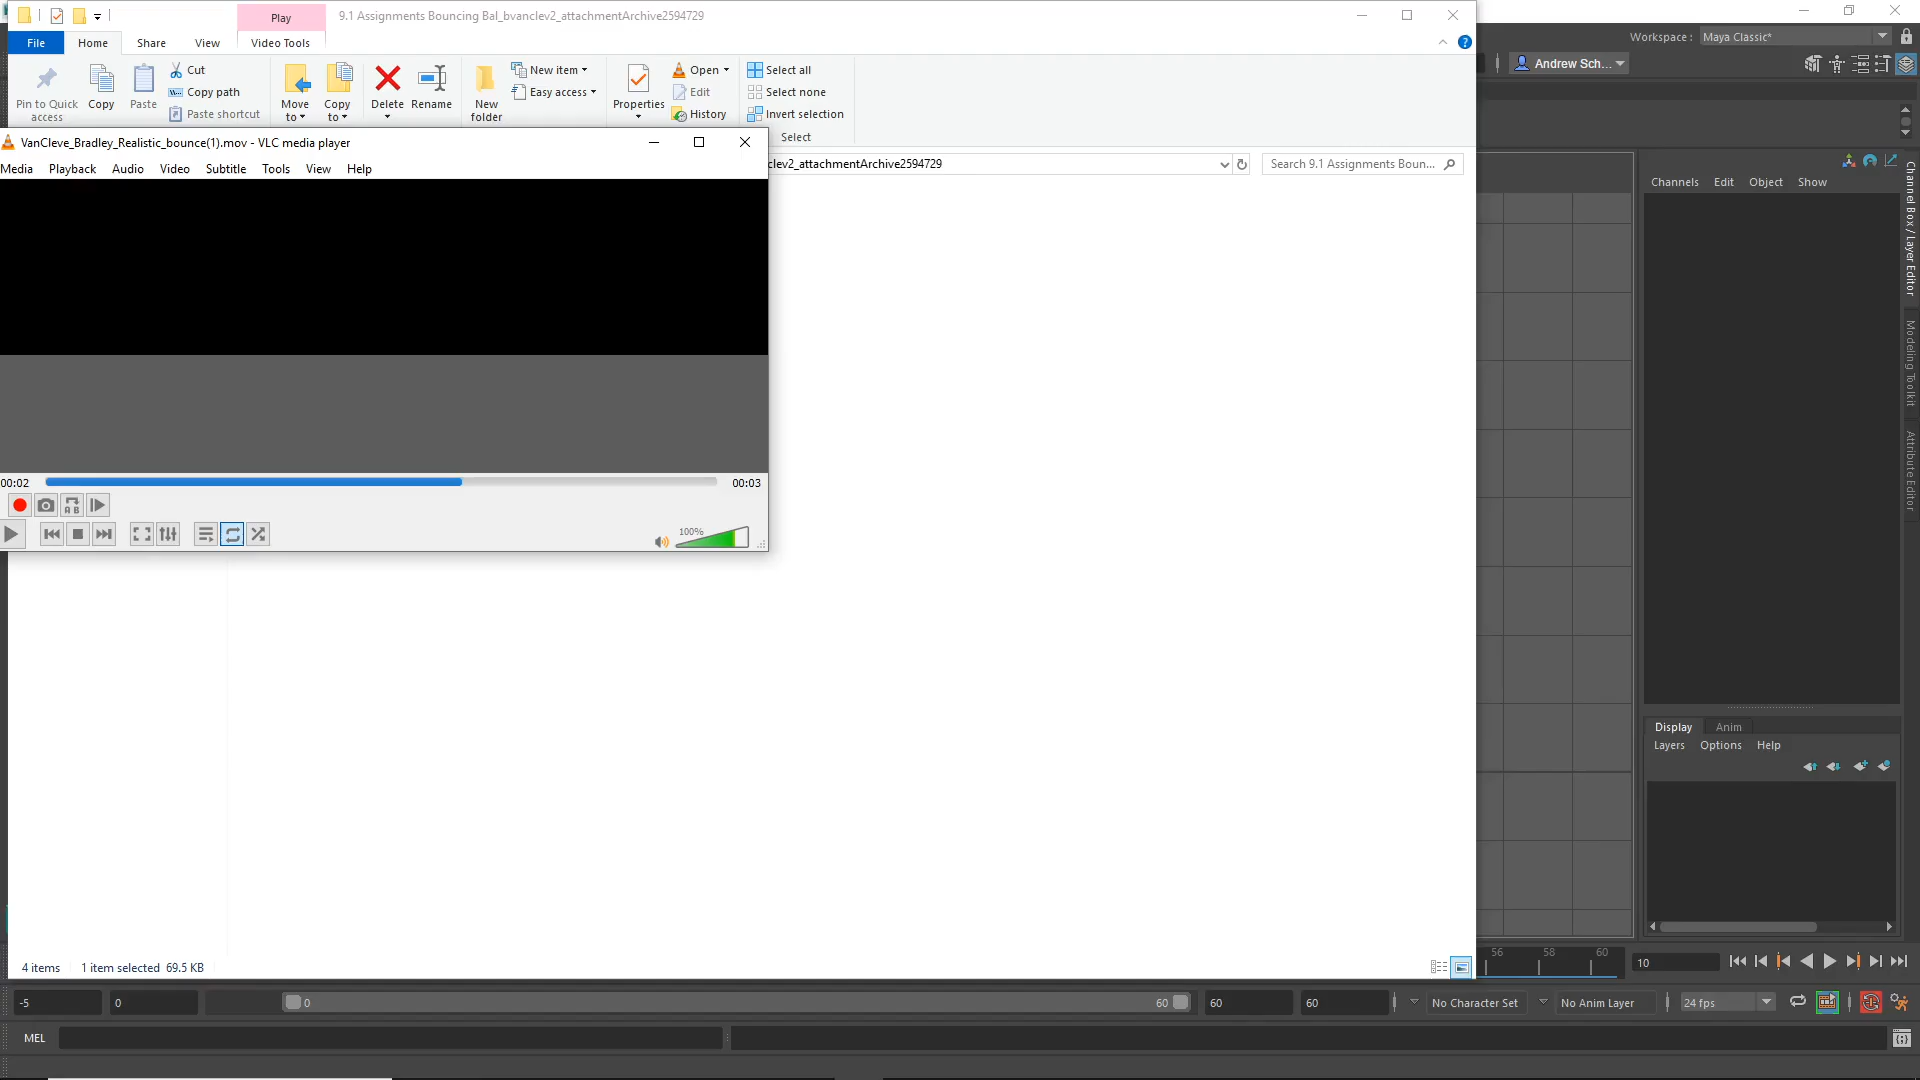 Play
9.1 Assignments Bouncing Bal_bvanclev2_attachmentArchive2594729
File
Home
Share
View
Video Tools
Workspace :
Maya Classic*
Andrew Sch...
Pin to Quick access
Copy
Paste
Cut
Copy path
Paste shortcut
Move to
Copy to
Delete
Rename
New folder
New item
Easy access
Properties
Open
Edit
History
Select all
Select none
Invert selection
Select
VanCleve_Bradley_Realistic_bounce(1).mov - VLC media player
Media
Playback
Audio
Video
Subtitle
Tools
View
Help
clev2_attachmentArchive2594729
Search 9.1 Assignments Boun...
Channels
Edit
Object
Show
Channel Box / Layer Editor
Modeling Toolkit
Attribute Editor
00:02
00:03
100%
Display
Anim
Layers
Options
Help
4 items
1 item selected 69.5 KB
56
58
60
10
-5
0
0
60
60
60
No Character Set
No Anim Layer
24 fps
MEL